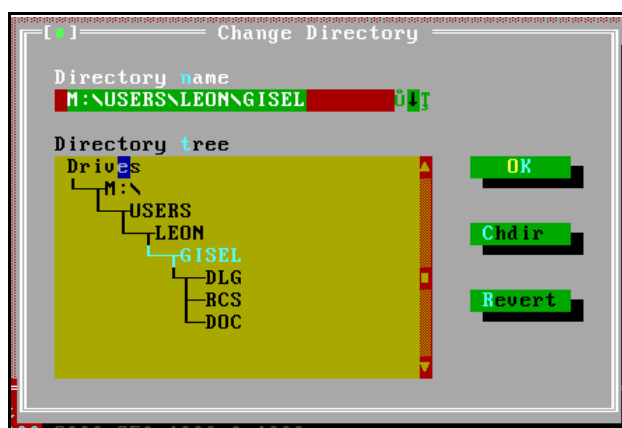 Change Directory
Directory name
M:\USERS\LEON\GISEL
Directory tree
Drives
M:\
USERS
LEON
GISEL
DLG
RCS
DOC
OK
Chdir
Revert